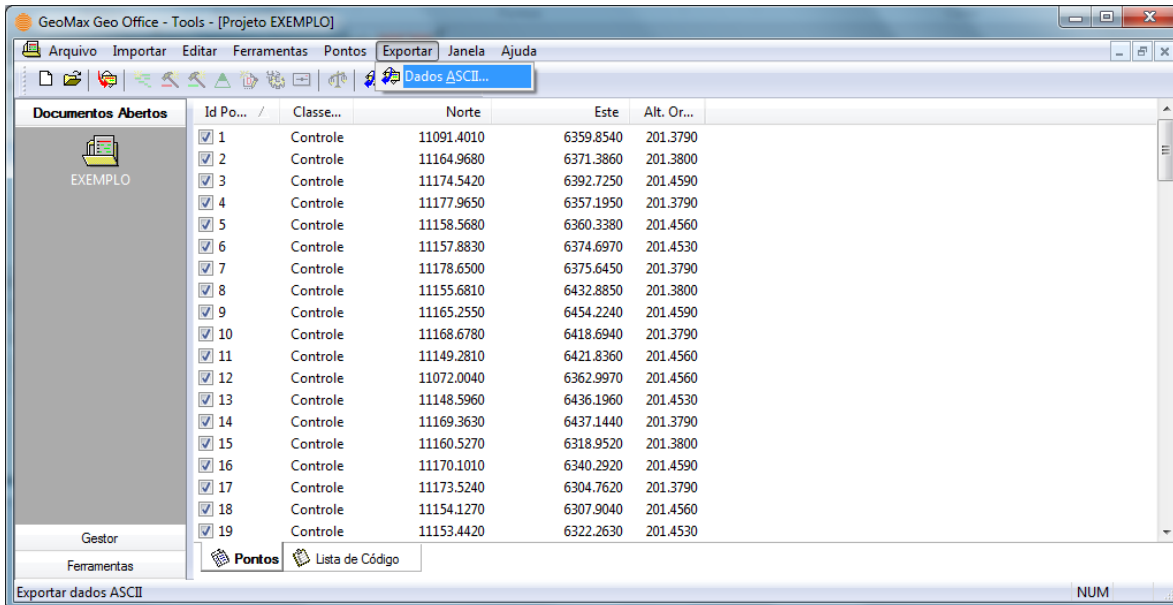 GeoMax Geo Office - Tools - [Projeto EXEMPLO]
Arquivo Importar Editar Ferramentas Pontos Exportar Janela Ajuda
Dados ASCII...
Documentos Abertos
EXEMPLO
Id Po... Classe... Norte Este Alt. Or...
1 Controle 11091.4010 6359.8540 201.3790
2 Controle 11164.9680 6371.3860 201.3800
3 Controle 11174.5420 6392.7250 201.4590
4 Controle 11177.9650 6357.1950 201.3790
5 Controle 11158.5680 6360.3380 201.4560
6 Controle 11157.8830 6374.6970 201.4530
7 Controle 11178.6500 6375.6450 201.3790
8 Controle 11155.6810 6432.8850 201.3800
9 Controle 11165.2550 6454.2240 201.4590
10 Controle 11168.6780 6418.6940 201.3790
11 Controle 11149.2810 6421.8360 201.4560
12 Controle 11072.0040 6362.9970 201.4560
13 Controle 11148.5960 6436.1960 201.4530
14 Controle 11169.3630 6437.1440 201.3790
15 Controle 11160.5270 6318.9520 201.3800
16 Controle 11170.1010 6340.2920 201.4590
17 Controle 11173.5240 6304.7620 201.3790
18 Controle 11154.1270 6307.9040 201.4560
19 Controle 11153.4420 6322.2630 201.4530
Gestor
Ferramentas
Pontos Lista de Código
Exportar dados ASCII NUM